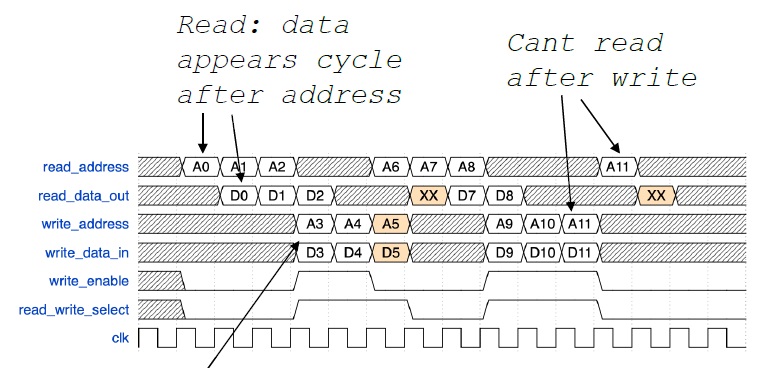 Read: data
appears cycle
after address
Cant read
after write
read_address A0 A1 A2 A6 A7 A8 A11
read_data_out D0 D1 D2 XX D7 D8 XX
write_address A3 A4 A5 A9 A10 A11
write_data_in D3 D4 D5 D9 D10 D11
write_enable
read_write_select
clk